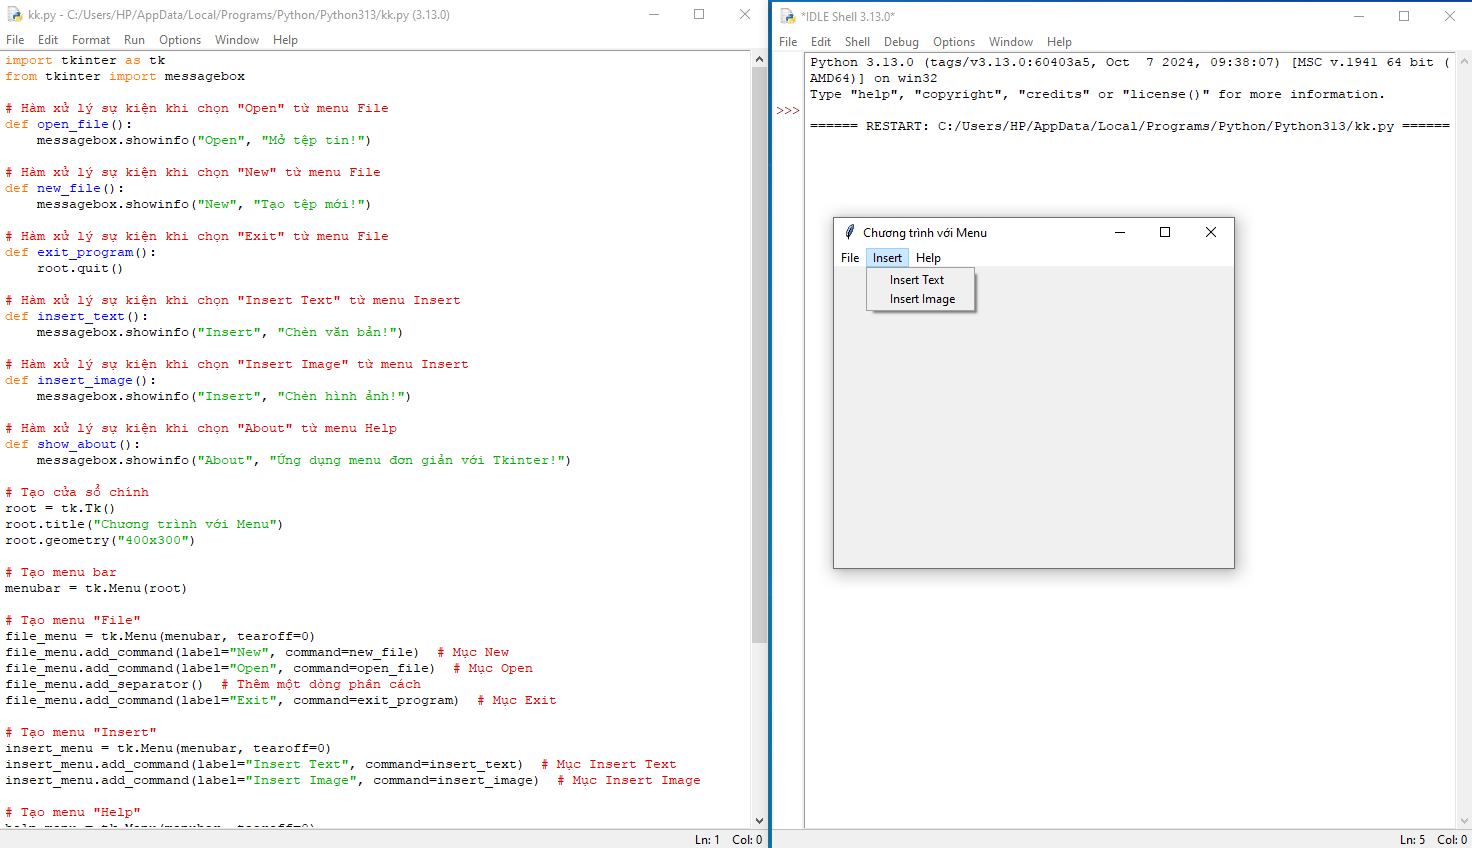 kk.py - C:/Users/HP/AppData/Local/Programs/Python/Python313/kk.py (3.13.0)
File Edit Format Run Options Window Help
import tkinter as tk
from tkinter import messagebox
# Hàm xử lý sự kiện khi chọn "Open" từ menu File
def open_file():
    messagebox.showinfo("Open", "Mở tệp tin!")
# Hàm xử lý sự kiện khi chọn "New" từ menu File
def new_file():
    messagebox.showinfo("New", "Tạo tệp mới!")
# Hàm xử lý sự kiện khi chọn "Exit" từ menu File
def exit_program():
    root.quit()
# Hàm xử lý sự kiện khi chọn "Insert Text" từ menu Insert
def insert_text():
    messagebox.showinfo("Insert", "Chèn văn bản!")
# Hàm xử lý sự kiện khi chọn "Insert Image" từ menu Insert
def insert_image():
    messagebox.showinfo("Insert", "Chèn hình ảnh!")
# Hàm xử lý sự kiện khi chọn "About" từ menu Help
def show_about():
    messagebox.showinfo("About", "Ứng dụng menu đơn giản với Tkinter!")
# Tạo cửa sổ chính
root = tk.Tk()
root.title("Chương trình với Menu")
root.geometry("400x300")
# Tạo menu bar
menubar = tk.Menu(root)
# Tạo menu "File"
file_menu = tk.Menu(menubar, tearoff=0)
file_menu.add_command(label="New", command=new_file)  # Mục New
file_menu.add_command(label="Open", command=open_file)  # Mục Open
file_menu.add_separator()  # Thêm một dòng phân cách
file_menu.add_command(label="Exit", command=exit_program)  # Mục Exit
# Tạo menu "Insert"
insert_menu = tk.Menu(menubar, tearoff=0)
insert_menu.add_command(label="Insert Text", command=insert_text)  # Mục Insert Text
insert_menu.add_command(label="Insert Image", command=insert_image)  # Mục Insert Image
# Tạo menu "Help"
help_menu = tk.Menu(menubar, tearoff=0)
Ln: 1 Col: 0
*IDLE Shell 3.13.0*
File Edit Shell Debug Options Window Help
Python 3.13.0 (tags/v3.13.0:60403a5, Oct  7 2024, 09:38:07) [MSC v.1941 64 bit (
AMD64)] on win32
Type "help", "copyright", "credits" or "license()" for more information.
>>>
====== RESTART: C:/Users/HP/AppData/Local/Programs/Python/Python313/kk.py ======
Chương trình với Menu
File Insert Help
Insert Text
Insert Image
Ln: 5 Col: 0